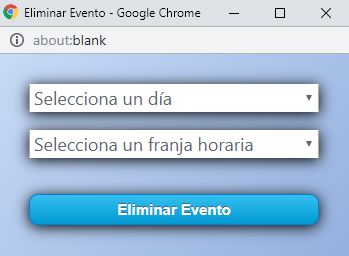 Eliminar Evento - Google Chrome
about:blank
Selecciona un día
Selecciona un franja horaria
Eliminar Evento